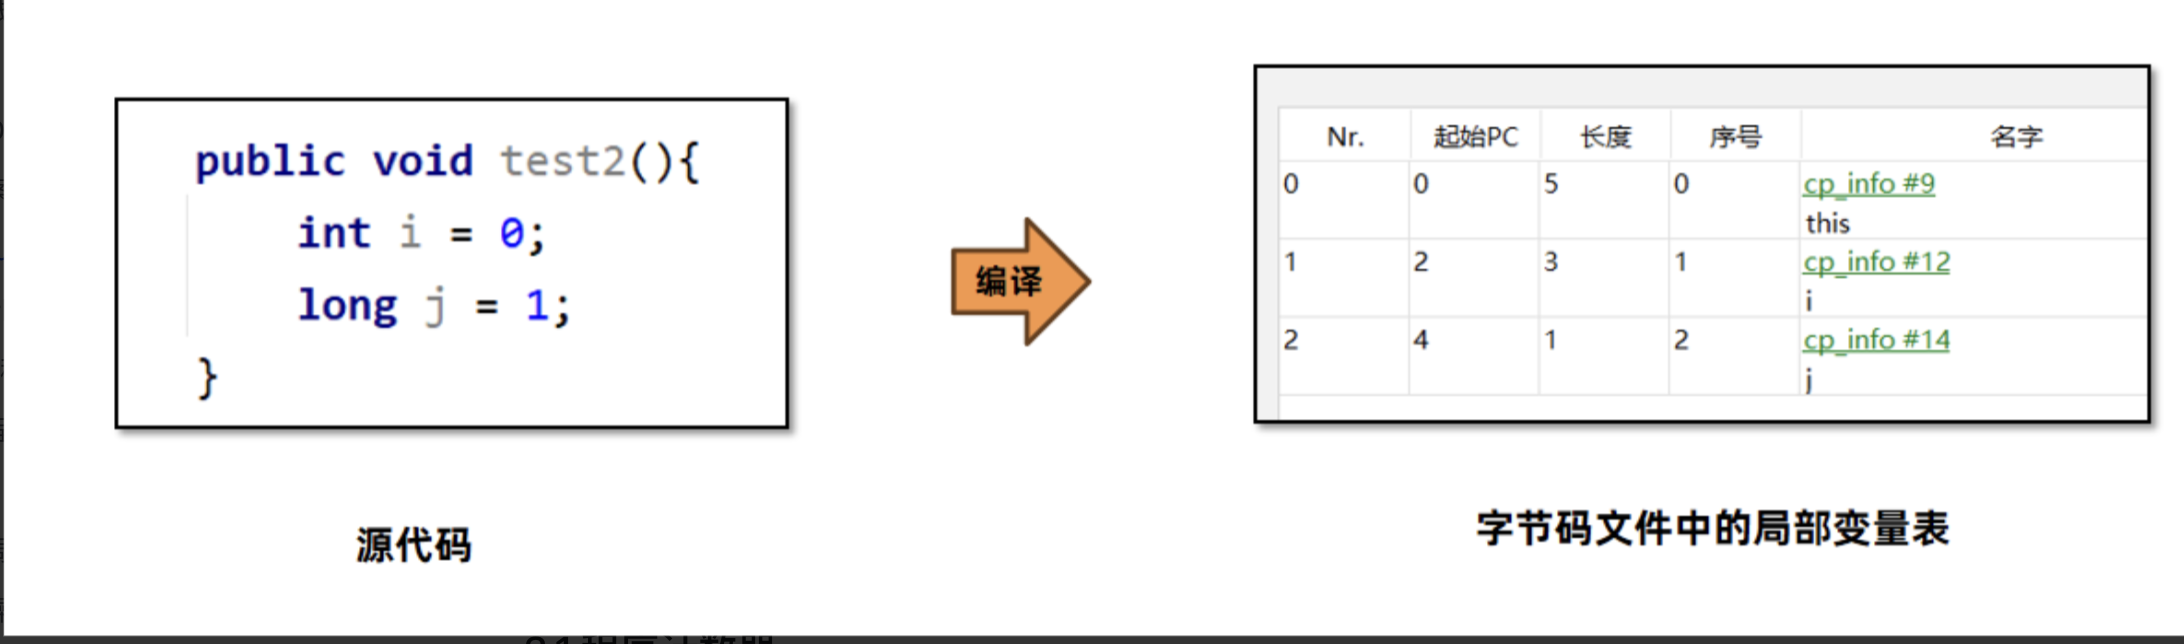 public void test2(){
int i = 0;
long j = 1;
}
源代码
编译
Nr. 起始PC 长度 序号 名字
0 0 5 0 cp_info #9
this
1 2 3 1 cp_info #12
i
2 4 1 2 cp_info #14
j
字节码文件中的局部变量表